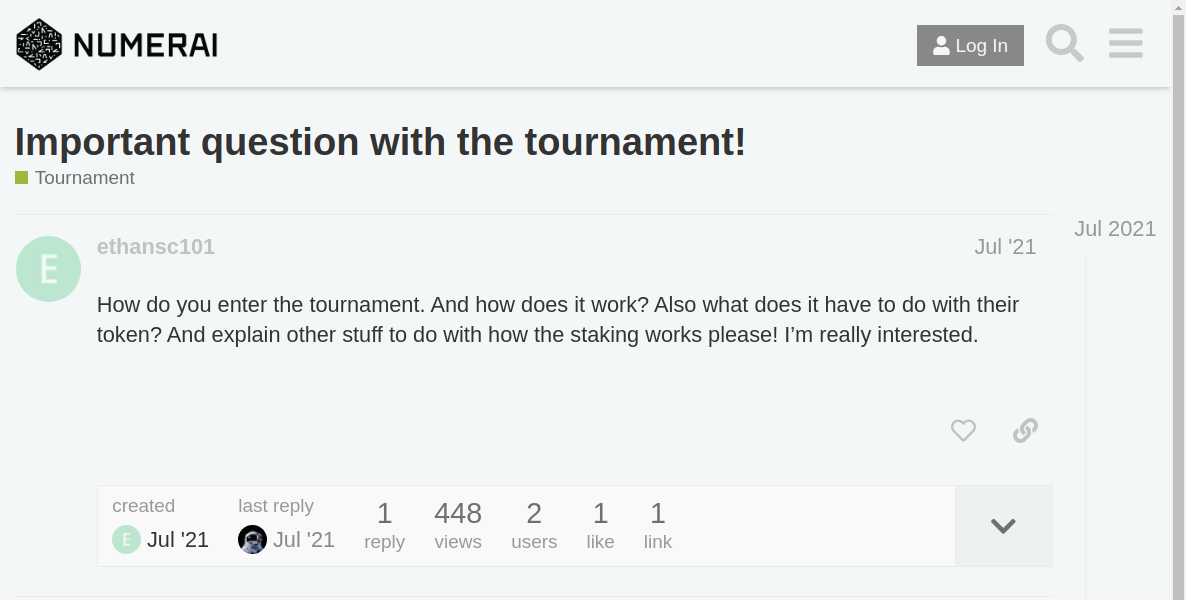 NUMERAI
Log In
Important question with the tournament!
Tournament
Jul 2021
E
ethansc101
Jul '21
How do you enter the tournament. And how does it work? Also what does it have to do with their
token? And explain other stuff to do with how the staking works please! I’m really interested.
created
last reply
1
448
2
1
1
E
Jul '21
Jul '21
reply
views
users
like
link